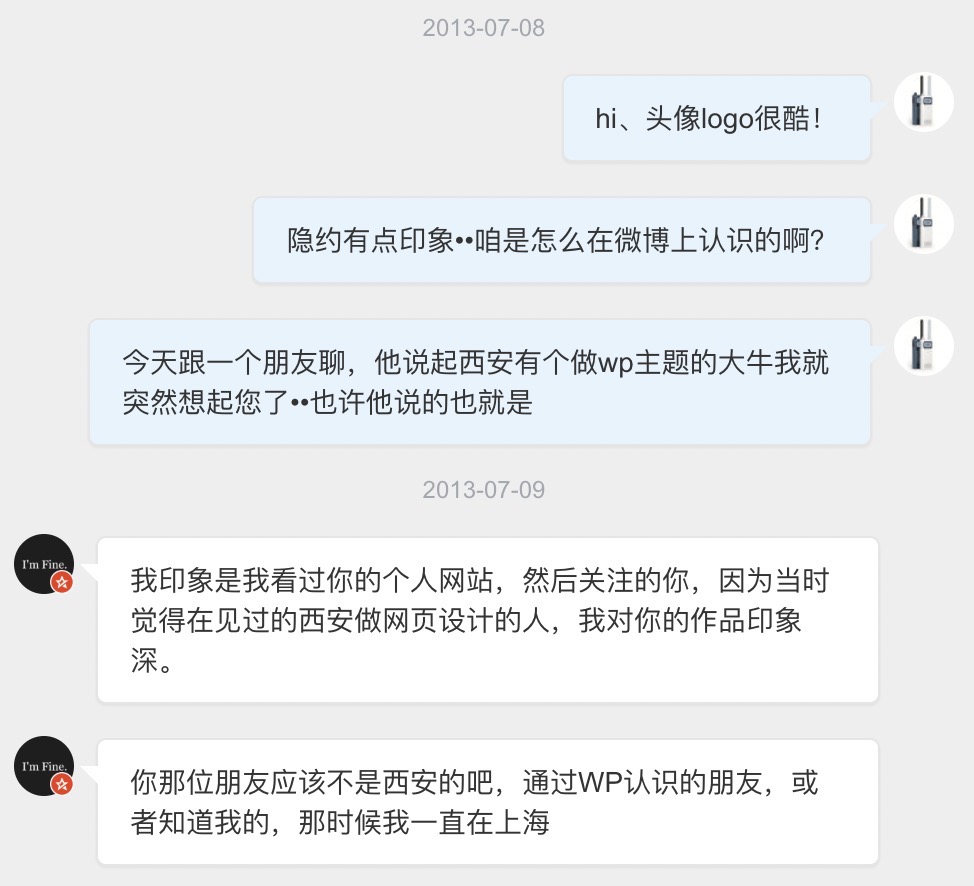 2013-07-08
hi、头像logo很酷！
隐约有点印象••咱是怎么在微博上认识的啊?
今天跟一个朋友聊，他说起西安有个做wp主题的大牛我就
突然想起您了••也许他说的也就是
2013-07-09
I'm Fine.
我印象是我看过你的个人网站，然后关注的你，因为当时
觉得在见过的西安做网页设计的人，我对你的作品印象
深。
I'm Fine.
你那位朋友应该不是西安的吧，通过WP认识的朋友，或
者知道我的，那时候我一直在上海